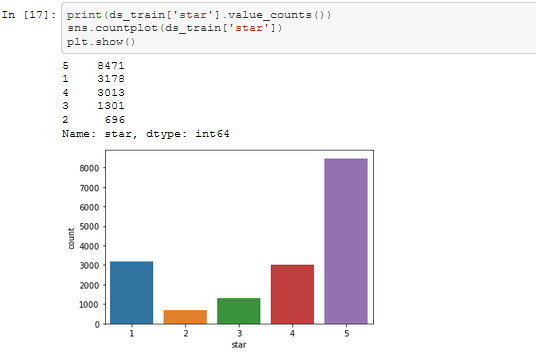 In [17]: print(ds_train['star'].value_counts())
sns.countplot(ds_train['star'])
plt.show()
5 8471
1 3178
4 3013
3 1301
2 696
Name: star, dtype: int64
8000
7000
6000
5000
4000
3000
2000
1000
0
count
1 2 3 4 5
star